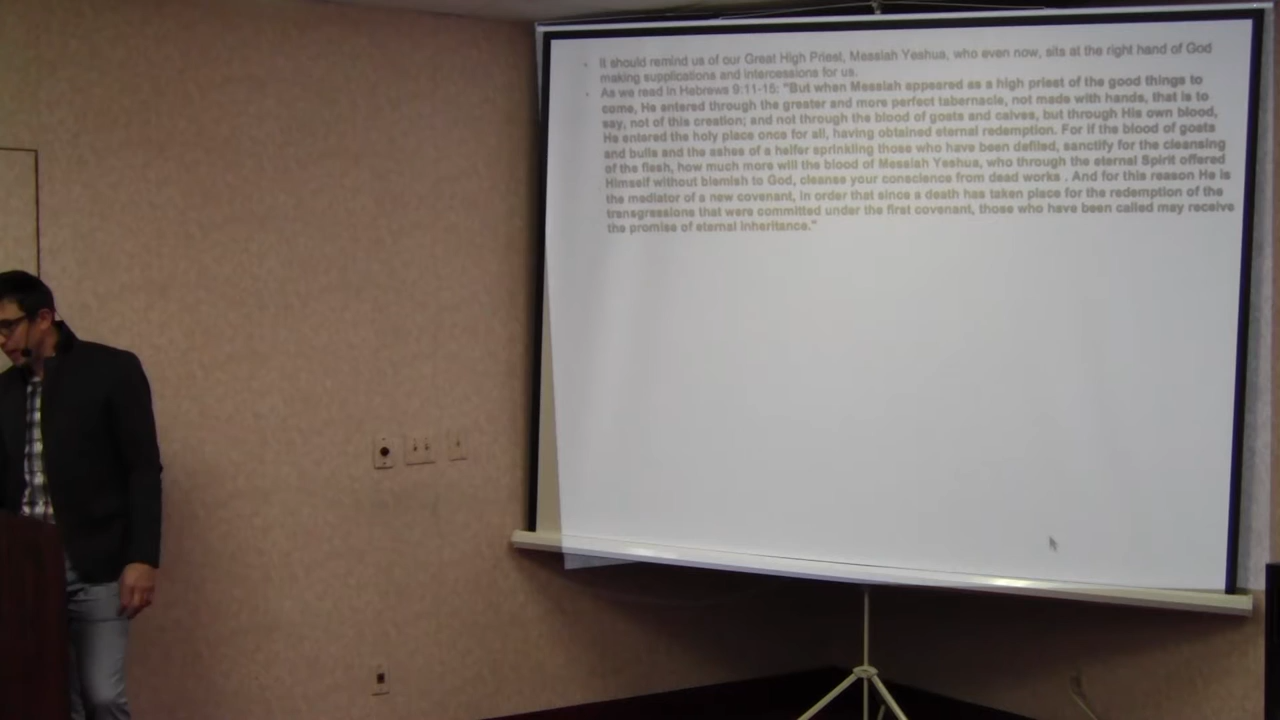 It should remind us of our Great High Priest, Messiah Yeshua, who even now, sits at the right hand of God
making supplications and intercessions for us.
As we read in Hebrews 9:11-15: "But when Messiah appeared as a high priest of the good things to
come, He entered through the greater and more perfect tabernacle, not made with hands, that is to
say, not of this creation; and not through the blood of goats and calves, but through His own blood,
He entered the holy place once for all, having obtained eternal redemption. For if the blood of goats
and bulls and the ashes of a heifer sprinkling those who have been defiled, sanctify for the cleansing
of the flesh, how much more will the blood of Messiah Yeshua, who through the eternal Spirit offered
Himself without blemish to God, cleanse your conscience from dead works . And for this reason He is
the mediator of a new covenant, in order that since a death has taken place for the redemption of the
transgressions that were committed under the first covenant, those who have been called may receive
the promise of eternal inheritance."